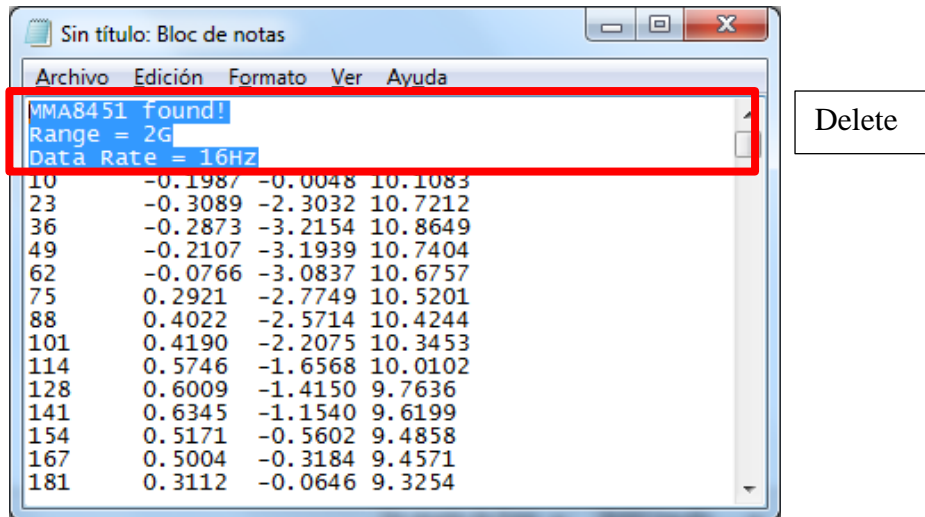 Sin título: Bloc de notas
Archivo Edición Formato Ver Ayuda
MMA8451 found!
Range = 2G
Data Rate = 16Hz
Delete
10 -0.1987 -0.0048 10.1083
23 -0.3089 -2.3032 10.7212
36 -0.2873 -3.2154 10.8649
49 -0.2107 -3.1939 10.7404
62 -0.0766 -3.0837 10.6757
75 0.2921 -2.7749 10.5201
88 0.4022 -2.5714 10.4244
101 0.4190 -2.2075 10.3453
114 0.5746 -1.6568 10.0102
128 0.6009 -1.4150 9.7636
141 0.6345 -1.1540 9.6199
154 0.5171 -0.5602 9.4858
167 0.5004 -0.3184 9.4571
181 0.3112 -0.0646 9.3254